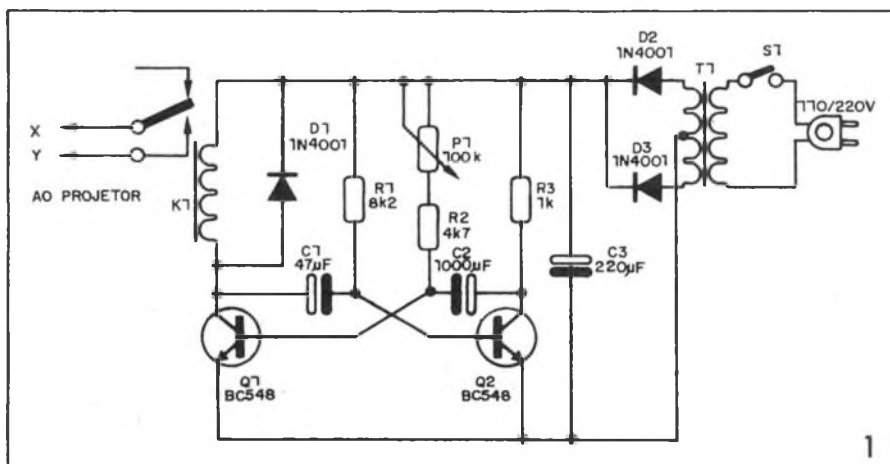 D2
1N4001
T1
S1
110/220V
X
Y
AO PROJETOR
K1
D1
1N4001
P1
100k
D3
1N4001
R1
8k2
R2
4k7
R3
1k
C1
47µF
C2
1000µF
C3
220µF
Q1
BC548
Q2
BC548
1